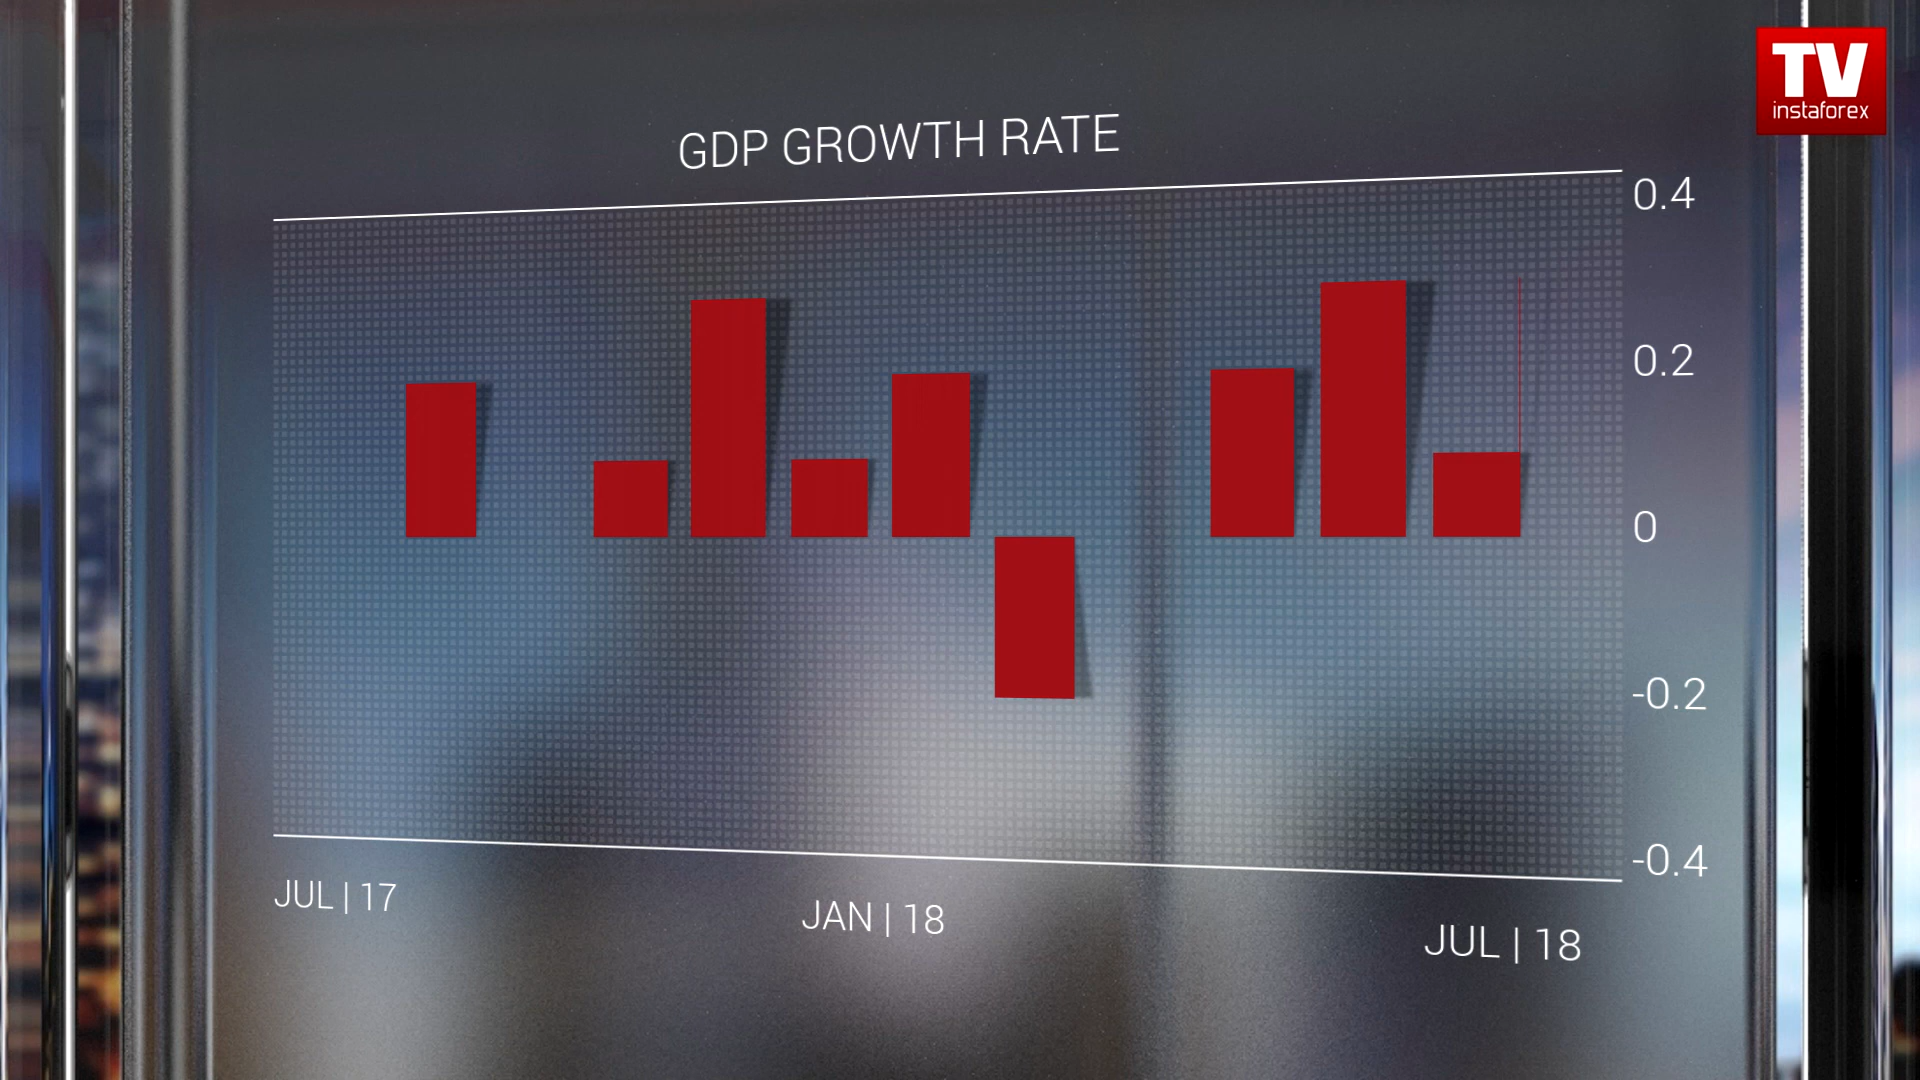 TV
instaforex
GDP GROWTH RATE
0.4
0.2
0
-0.2
-0.4
JUL | 17
JAN | 18
JUL | 18